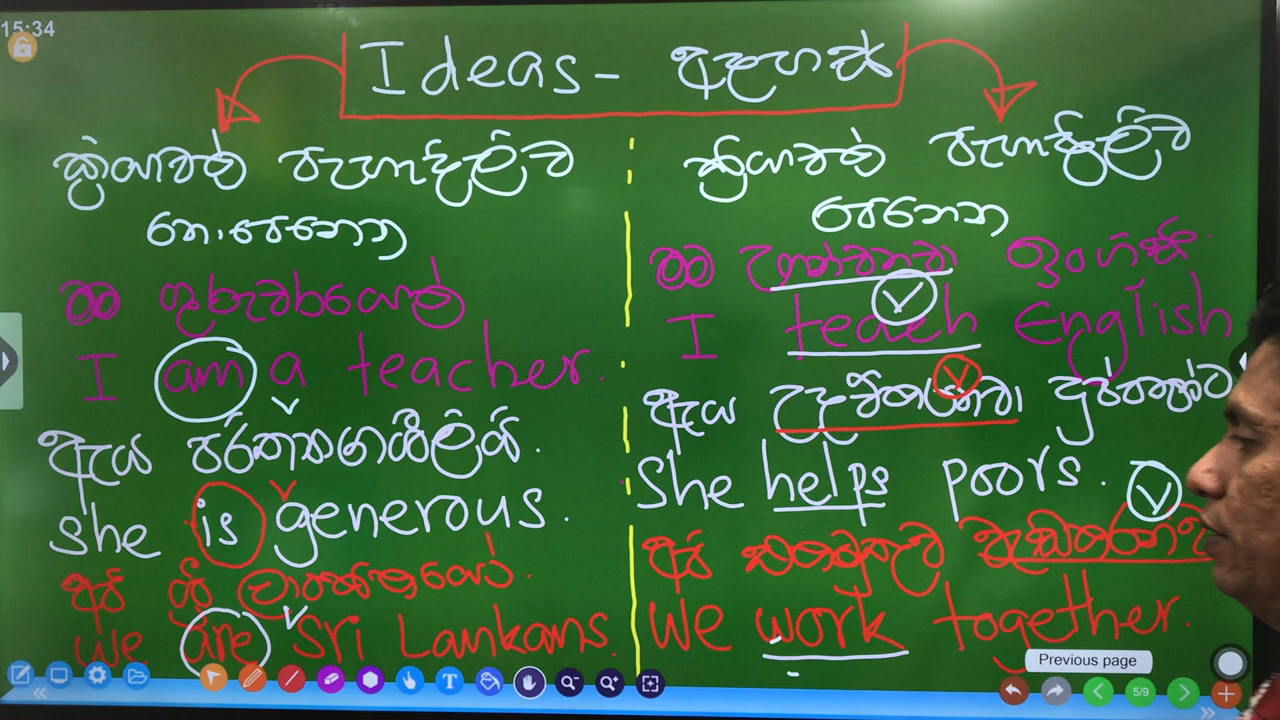 15:34
Ideas - අදහස්
ක්‍රියාවක් පැහැදිලිව
නො.පෙනෙන
මම ගුරුවරයෙක්
I am a teacher.
ඇය පරිත්‍යාගශීලියි.
she is generous.
අපි ශ්‍රී ලාංකිකයෝ.
we are Sri Lankans.
ක්‍රියාවක් පැහැදිලිව
පෙනෙන
මම උගන්වනවා ඉංග්‍රීසි.
I teach English
ඇය උදව්කරනවා දුප්පතුන්ට
She helps poors.
අපි එකමුතුව වැඩකරනවා
We work together.
Previous page
5/9